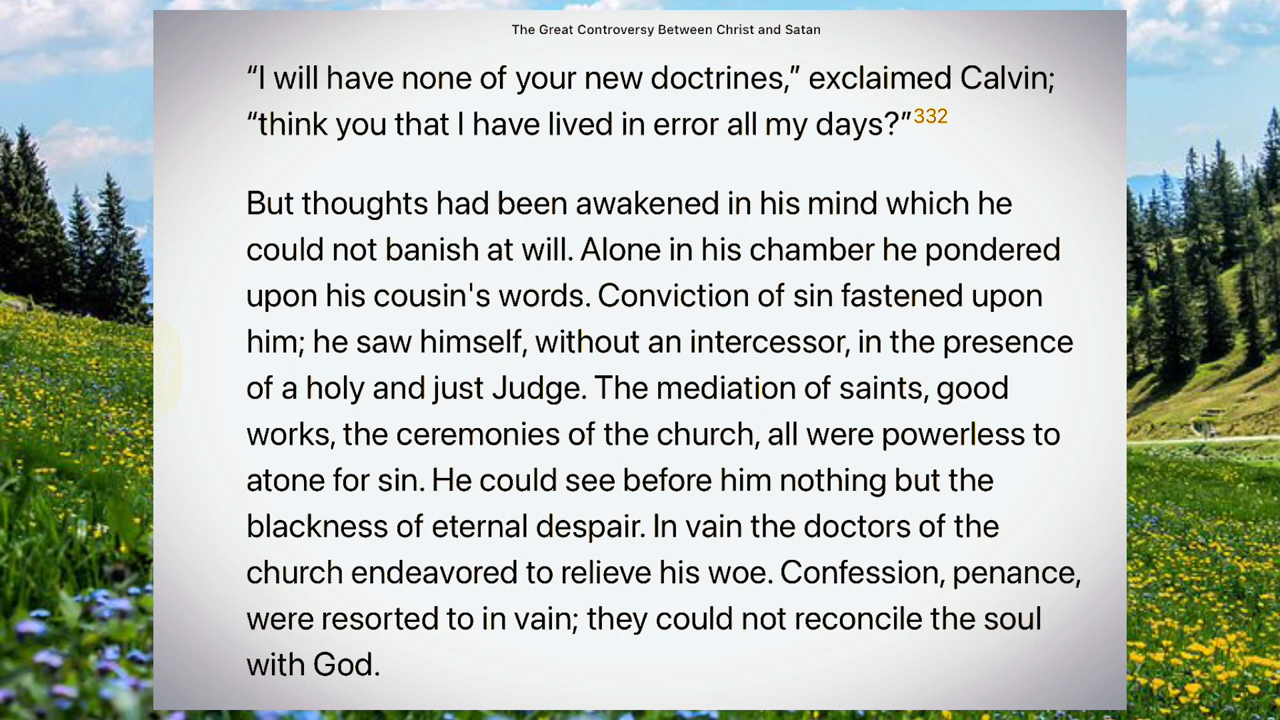 The Great Controversy Between Christ and Satan
“I will have none of your new doctrines,” exclaimed Calvin;
“think you that I have lived in error all my days?”332
But thoughts had been awakened in his mind which he
could not banish at will. Alone in his chamber he pondered
upon his cousin's words. Conviction of sin fastened upon
him; he saw himself, without an intercessor, in the presence
of a holy and just Judge. The mediation of saints, good
works, the ceremonies of the church, all were powerless to
atone for sin. He could see before him nothing but the
blackness of eternal despair. In vain the doctors of the
church endeavored to relieve his woe. Confession, penance,
were resorted to in vain; they could not reconcile the soul
with God.